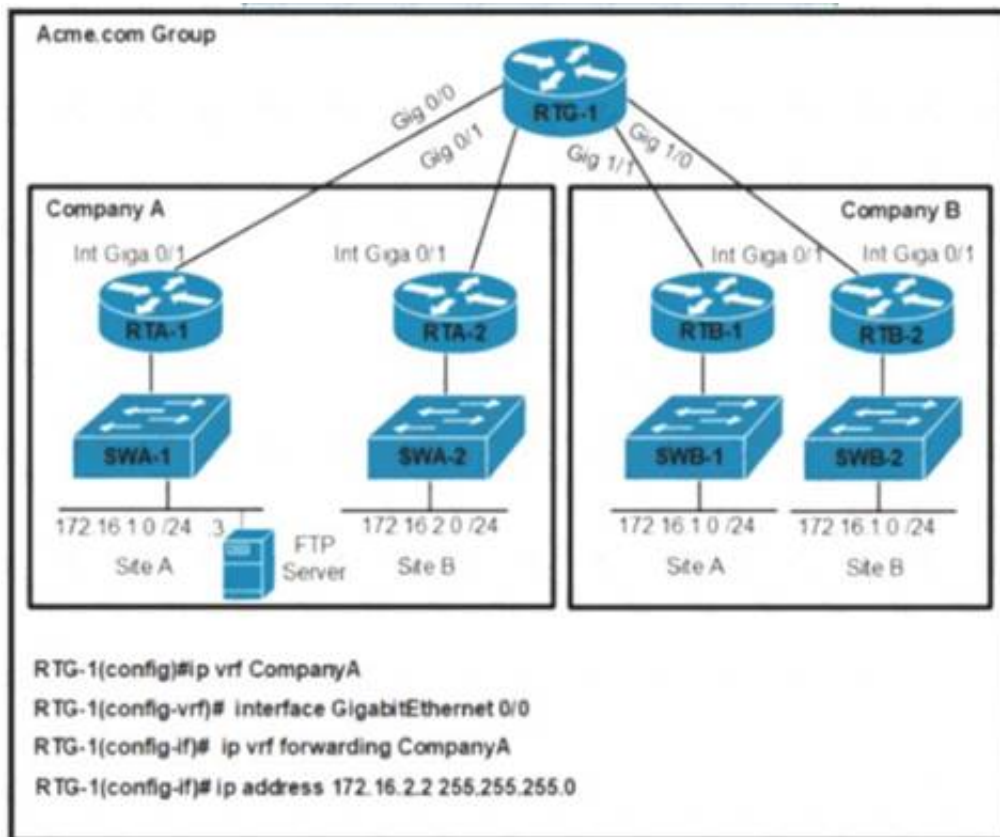 Acme.com Group
RTG-1
Gig 0/0
Gig 0/1
Gig 1/1
Gig 1/0
Company A
Company B
Int Giga 0/1
Int Giga 0/1
Int Giga 0/1
Int Giga 0/1
RTA-1
RTA-2
RTB-1
RTB-2
SWA-1
SWA-2
SWB-1
SWB-2
172.16.1.0 /24
.3
172.16.2.0 /24
172.16.1.0 /24
172.16.1.0 /24
Site A
FTP
Server
Site B
Site A
Site B
RTG-1(config)#ip vrf CompanyA
RTG-1(config-vrf)# interface GigabitEthernet 0/0
RTG-1(config-if)# ip vrf forwarding CompanyA
RTG-1(config-if)# ip address 172.16.2.2 255.255.255.0